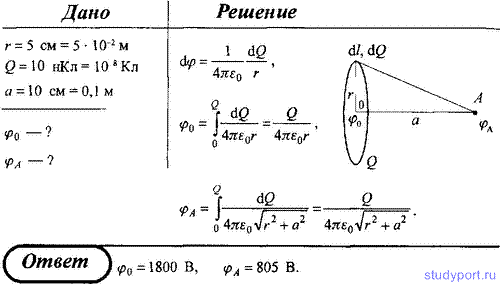 Дано Решение
r = 5 см = 5 · 10⁻² м
Q = 10 нКл = 10⁻⁸ Кл
a = 10 см = 0,1 м
φ₀ — ?
φ_A — ?
dφ = 1/(4πε₀) dQ/r ,
φ₀ = ∫₀^Q dQ/(4πε₀r) = Q/(4πε₀r) ,
dl, dQ
r 0 A
φ₀ a φ_A
Q
φ_A = ∫₀^Q dQ/(4πε₀√(r² + a²)) = Q/(4πε₀√(r² + a²)) .
Ответ φ₀ = 1800 В, φ_A = 805 В.
studyport.ru